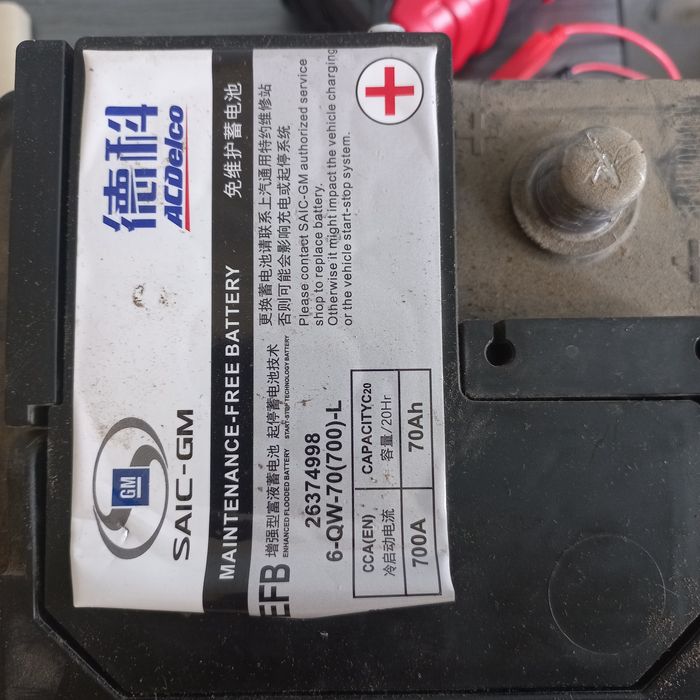 德科
ACDelco
GM
SAIC-GM
免维护蓄电池
MAINTENANCE-FREE BATTERY
更换蓄电池请联系上汽通用特约维修站
否则可能会影响充电或起停系统
Please contact SAIC-GM authorized service
shop to replace battery.
Otherwise it might impact the vehicle charging
or the vehicle start-stop system.
EFB
增强型富液蓄电池 起停蓄电池技术
ENHANCED FLOODED BATTERY START-STOP TECHNOLOGY BATTERY
26374998
6-QW-70(700)-L
CCA(EN) CAPACITYC20
冷启动电流 容量/20Hr
700A 70Ah